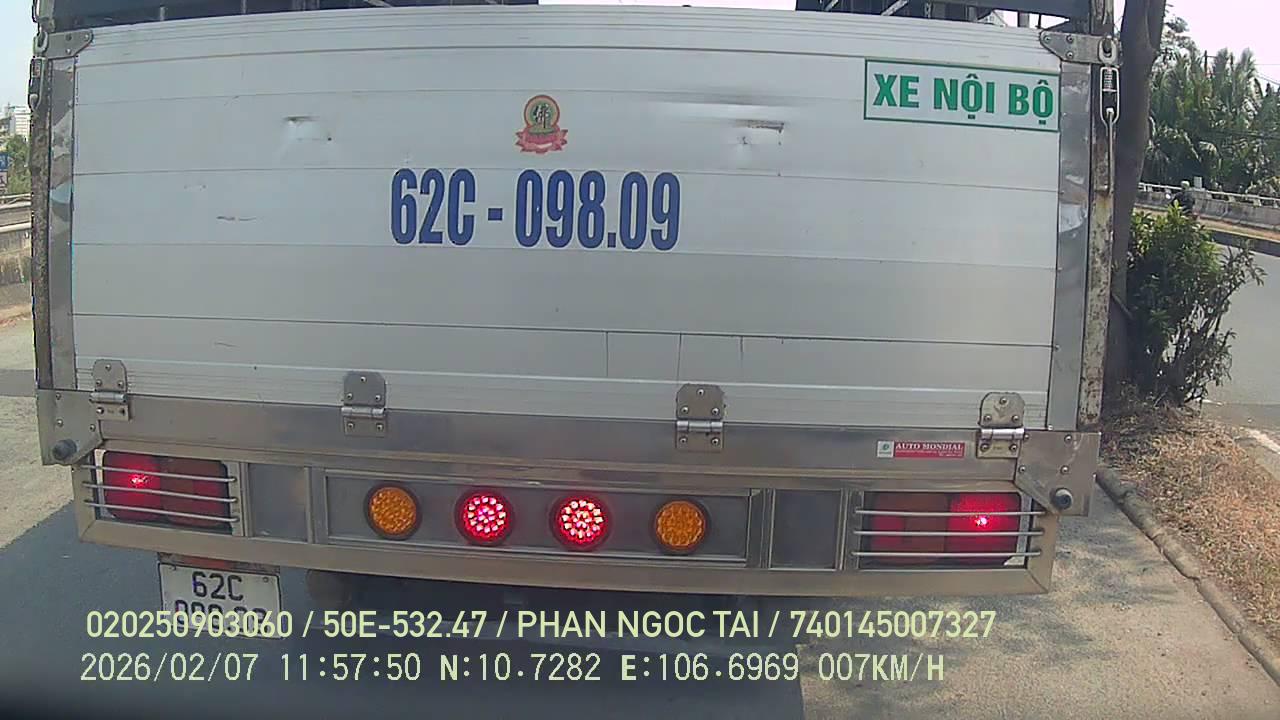 XE NỘI BỘ
62C - 098.09
AUTO MONDIAL
62C
020250903060 / 50E-532.47 / PHAN NGOC TAI / 740145007327
2026/02/07 11:57:50 N:10.7282 E:106.6969 007KM/H